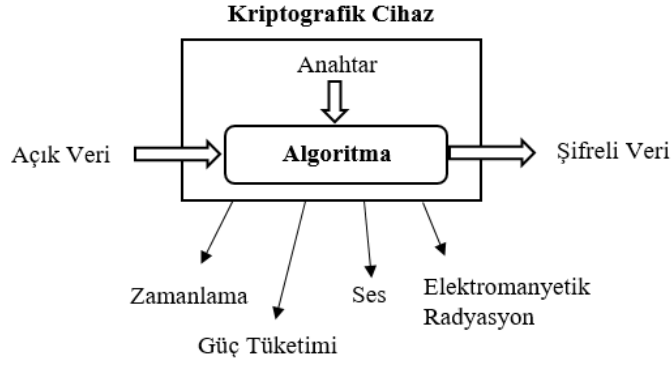 Kriptografik Cihaz
Anahtar
Açık Veri
Algoritma
Şifreli Veri
Zamanlama
Güç Tüketimi
Ses
Elektromanyetik
Radyasyon